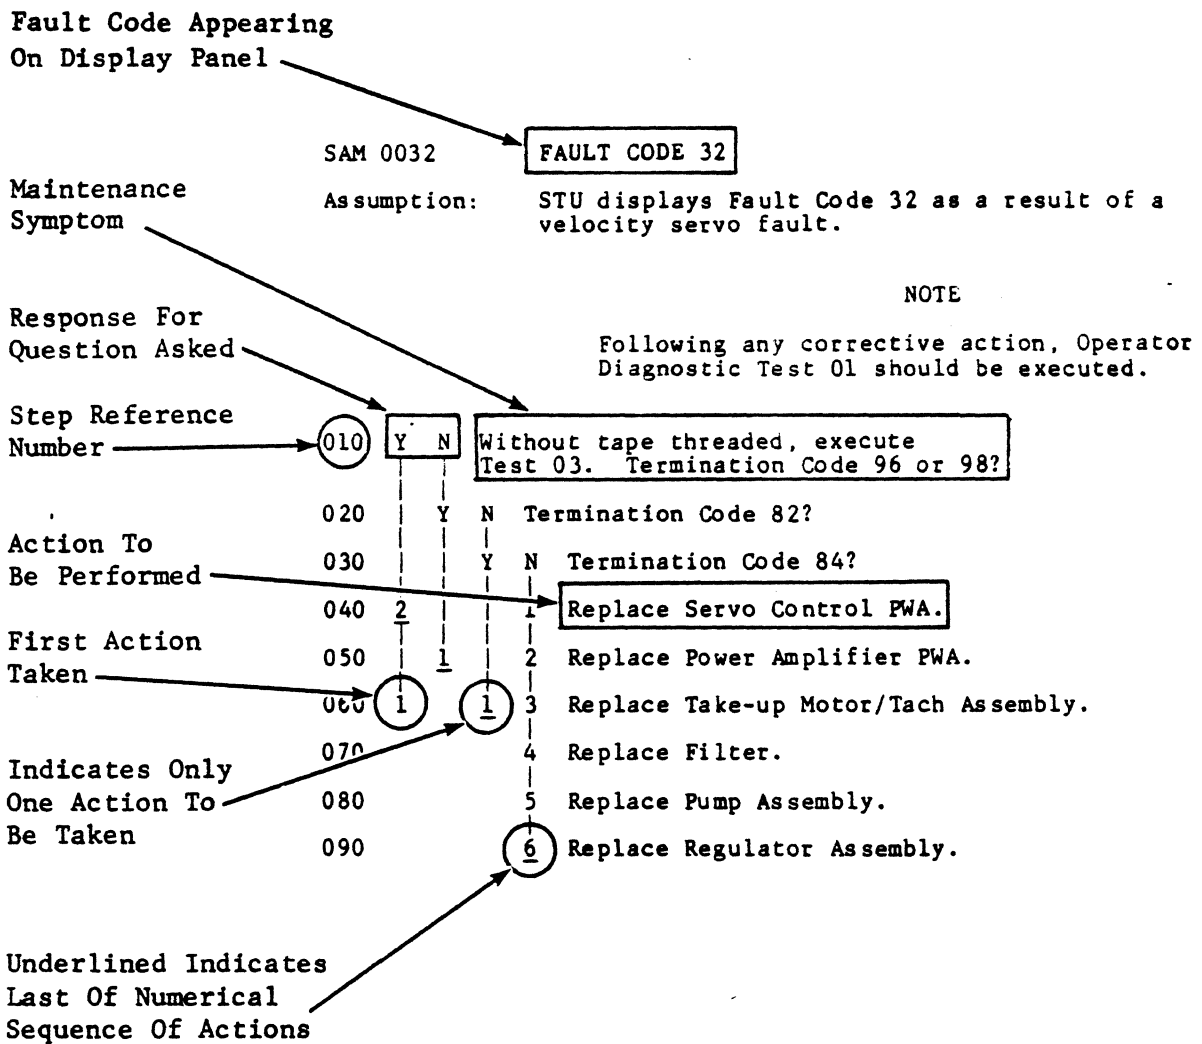 Fault Code Appearing
On Display Panel
SAM 0032 FAULT CODE 32
Maintenance
Symptom
Assumption: STU displays Fault Code 32 as a result of a
velocity servo fault.
NOTE
Response For
Question Asked
Following any corrective action, Operator
Diagnostic Test 01 should be executed.
Step Reference
Number
010 Y N Without tape threaded, execute
Test 03. Termination Code 96 or 98?
020 Y N Termination Code 82?
Action To
Be Performed
030 Y N Termination Code 84?
040 2 1 Replace Servo Control PWA.
First Action
Taken
050 1 2 Replace Power Amplifier PWA.
060 1 1 3 Replace Take-up Motor/Tach Assembly.
070 4 Replace Filter.
Indicates Only
One Action To
Be Taken
080 5 Replace Pump Assembly.
090 6 Replace Regulator Assembly.
Underlined Indicates
Last Of Numerical
Sequence Of Actions